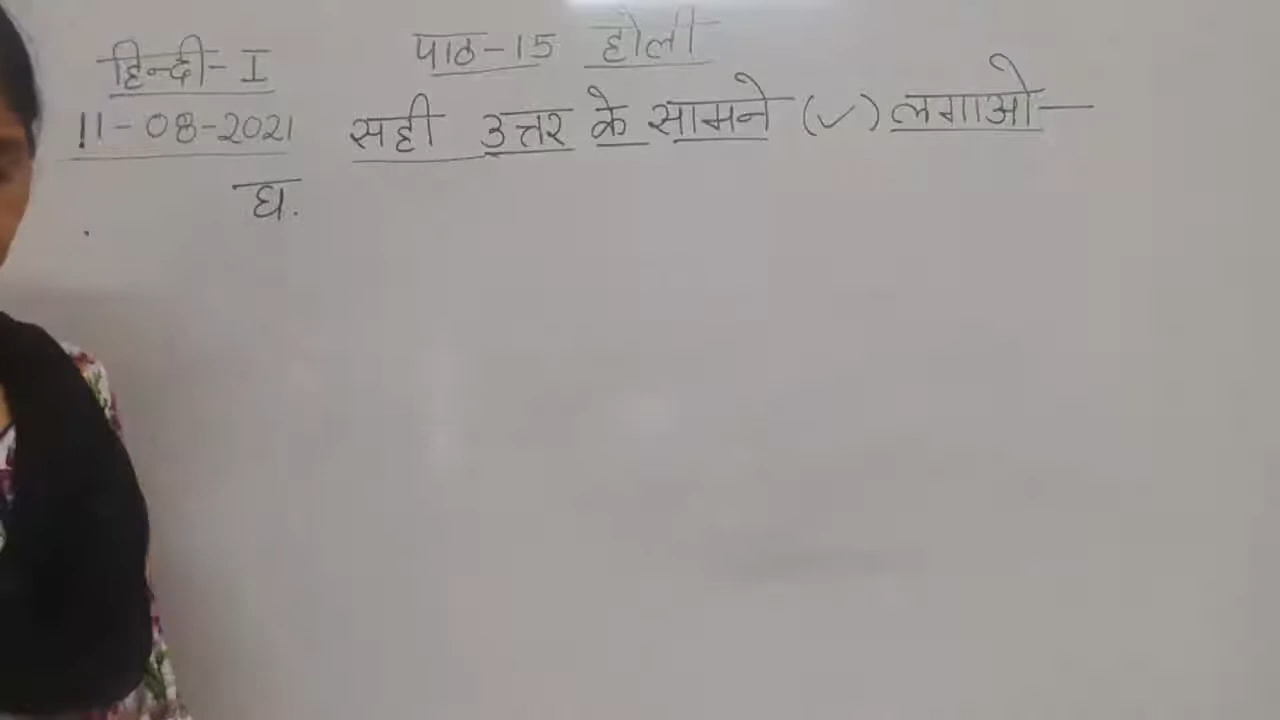 हिन्दी-I
11-08-2021
पाठ-15 होली
सही उत्तर के सामने (✓) लगाओ—
घ.